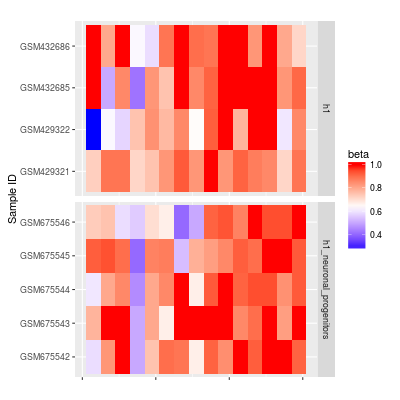 GSM432686
GSM432685
GSM429322
GSM429321
h1
GSM675546
GSM675545
GSM675544
GSM675543
GSM675542
h1_neuronal_progenitors
Sample ID
beta
1.0
0.8
0.6
0.4